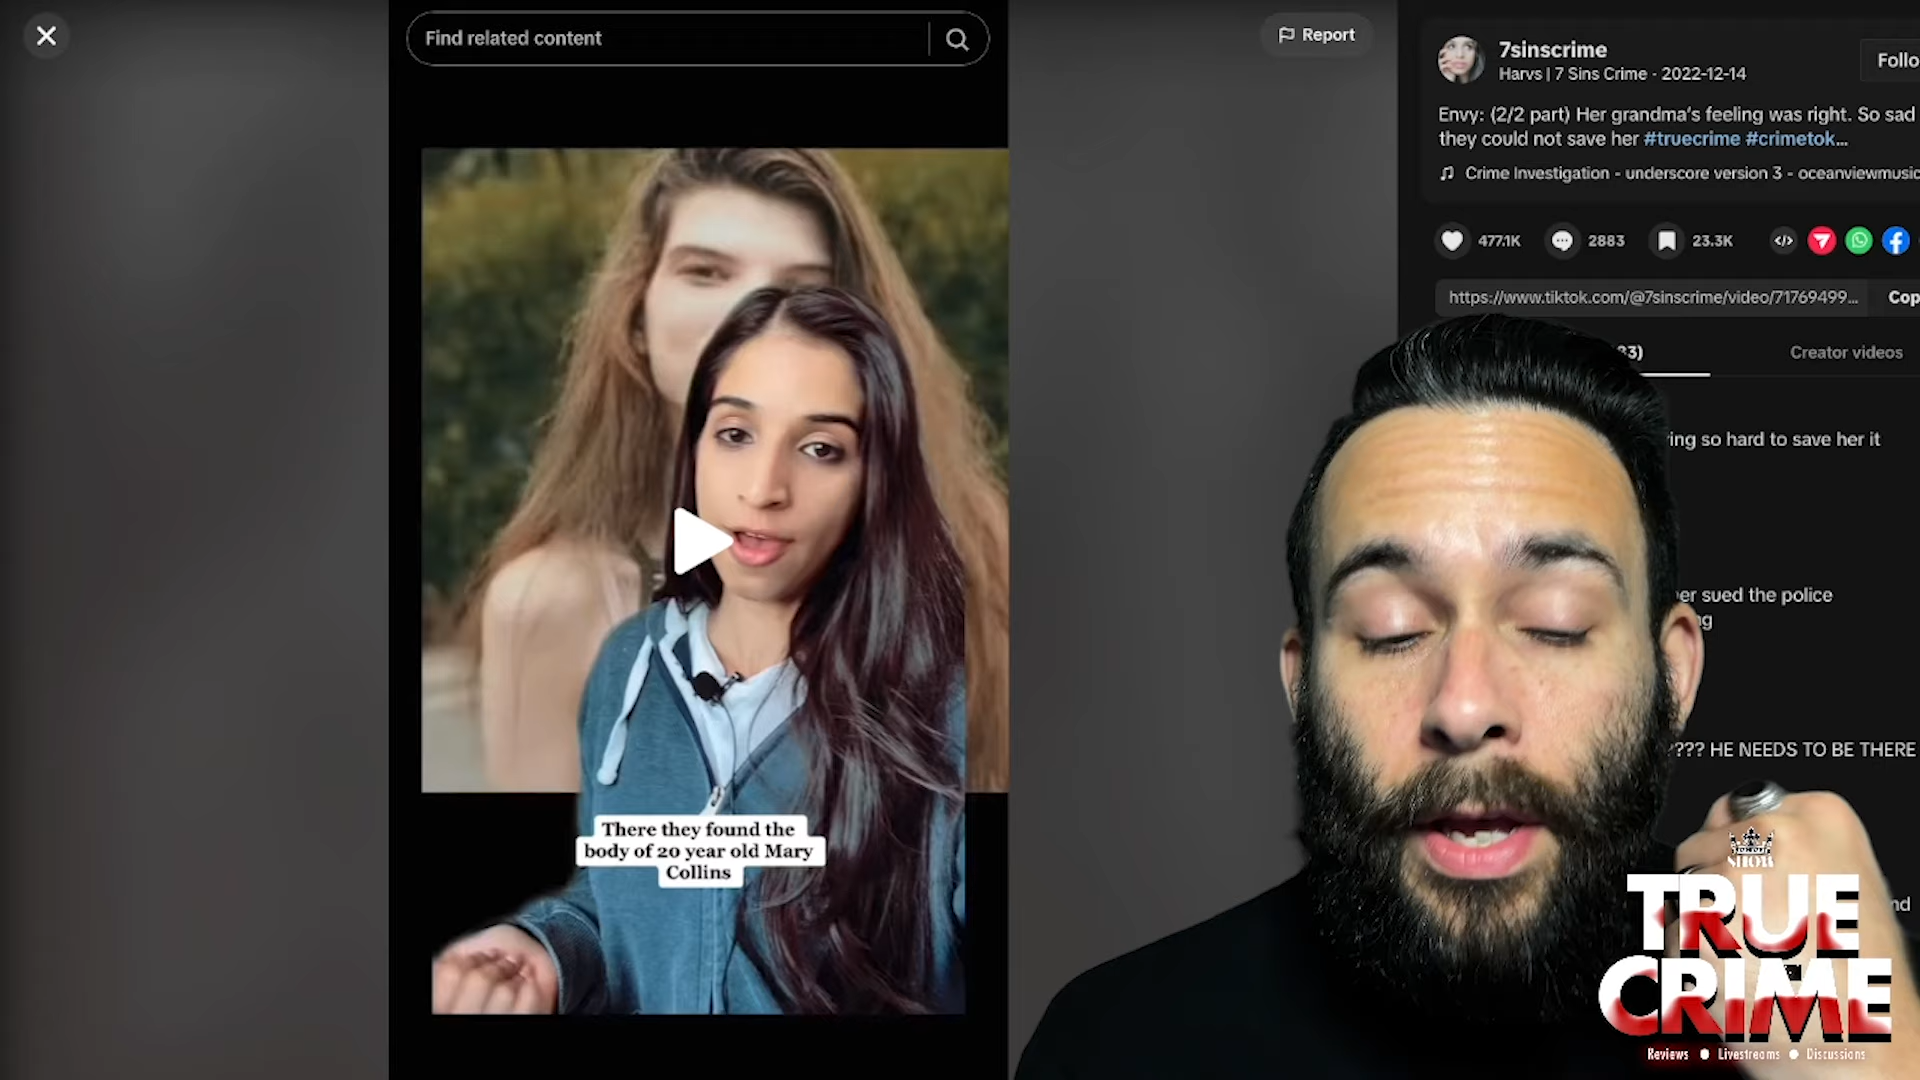 Find related content
Report
7sinscrime
Harvs | 7 Sins Crime · 2022-12-14
Follo
Envy: (2/2 part) Her grandma's feeling was right. So sad
they could not save her #truecrime #crimetok...
Crime Investigation - underscore version 3 - oceanviewmusic
477.1K
2883
23.3K
https://www.tiktok.com/@7sinscrime/video/71769499...
Cop
33)
Creator videos
ing so hard to save her it
er sued the police
ng
???? HE NEEDS TO BE THERE
nd
There they found the
body of 20 year old Mary
Collins
SHOW
TRUE
CRIME
Reviews ● Livestreams ● Discussions